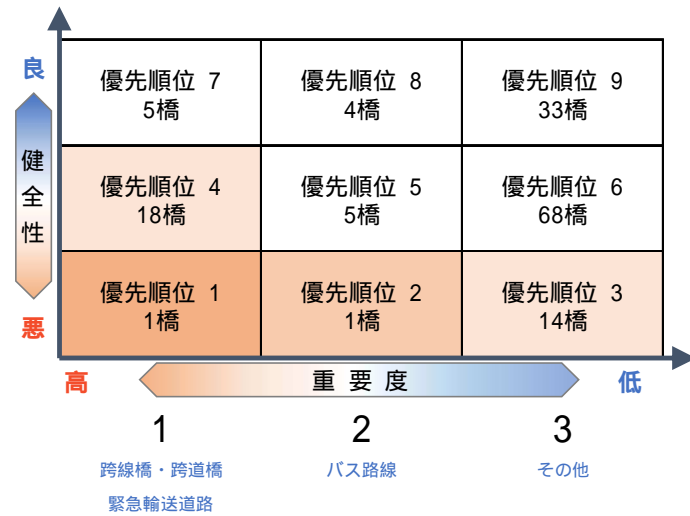 良
優先順位 7
5橋
優先順位 8
4橋
優先順位 9
33橋
健全性
優先順位 4
18橋
優先順位 5
5橋
優先順位 6
68橋
優先順位 1
1橋
優先順位 2
1橋
優先順位 3
14橋
悪
高
重要度
低
1
2
3
跨線橋・跨道橋
緊急輸送道路
バス路線
その他